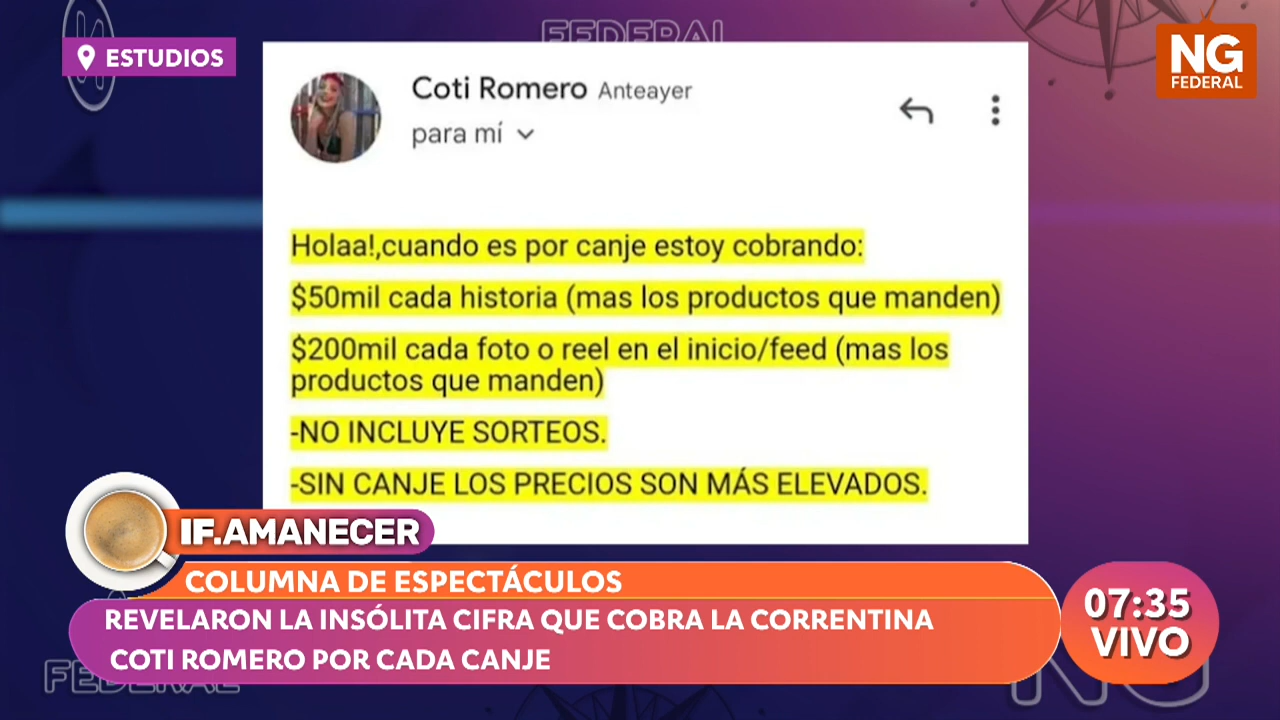 FEDERAL
ESTUDIOS
NG
FEDERAL
Coti Romero Anteayer
para mí
Holaa!,cuando es por canje estoy cobrando:
$50mil cada historia (mas los productos que manden)
$200mil cada foto o reel en el inicio/feed (mas los
productos que manden)
-NO INCLUYE SORTEOS.
-SIN CANJE LOS PRECIOS SON MÁS ELEVADOS.
IF.AMANECER
COLUMNA DE ESPECTÁCULOS
REVELARON LA INSÓLITA CIFRA QUE COBRA LA CORRENTINA
COTI ROMERO POR CADA CANJE
07:35
VIVO
FEDERAL
NG